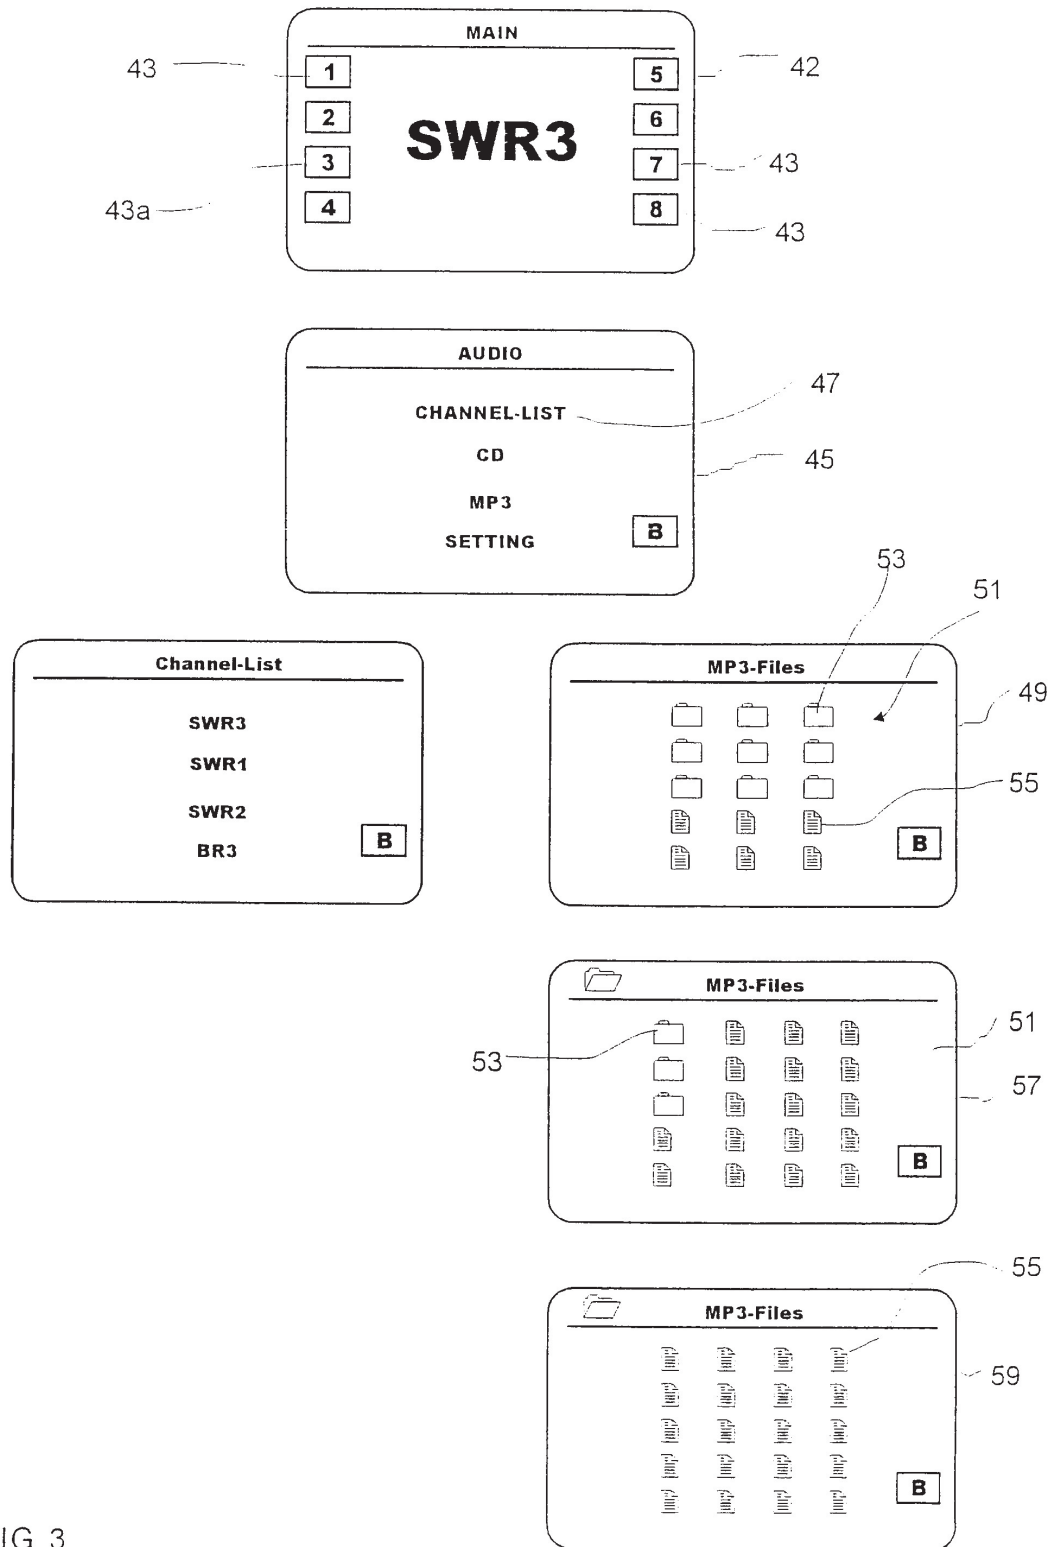 MAIN
43
1
5
42
2
6
SWR3
3
7
43
43a
4
8
43
AUDIO
47
CHANNEL-LIST
45
CD
MP3
B
SETTING
53
51
Channel-List
MP3-Files
49
SWR3
SWR1
55
SWR2
B
B
BR3
MP3-Files
51
53
57
B
55
MP3-Files
59
B
IG 3